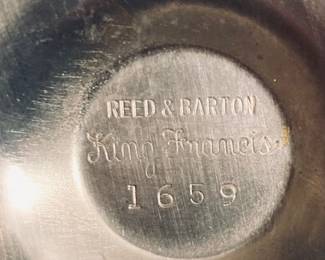 REED & BARTON
King Francis
1659